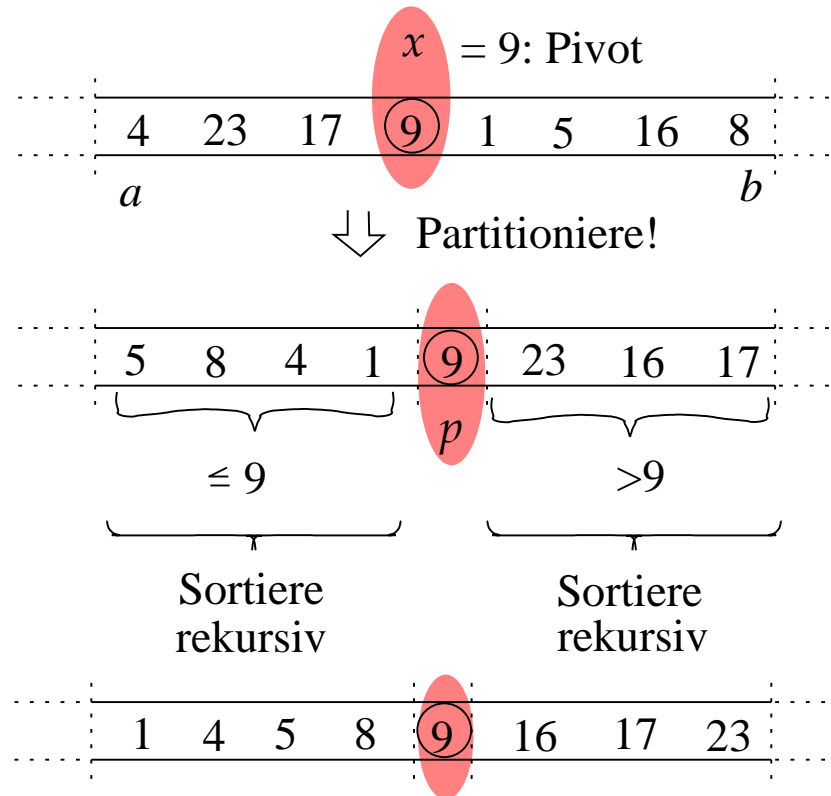 x = 9: Pivot
4 23 17 9 1 5 16 8
a b
Partitioniere!
5 8 4 1 9 23 16 17
p
≤ 9 >9
Sortiere Sortiere
rekursiv rekursiv
1 4 5 8 9 16 17 23